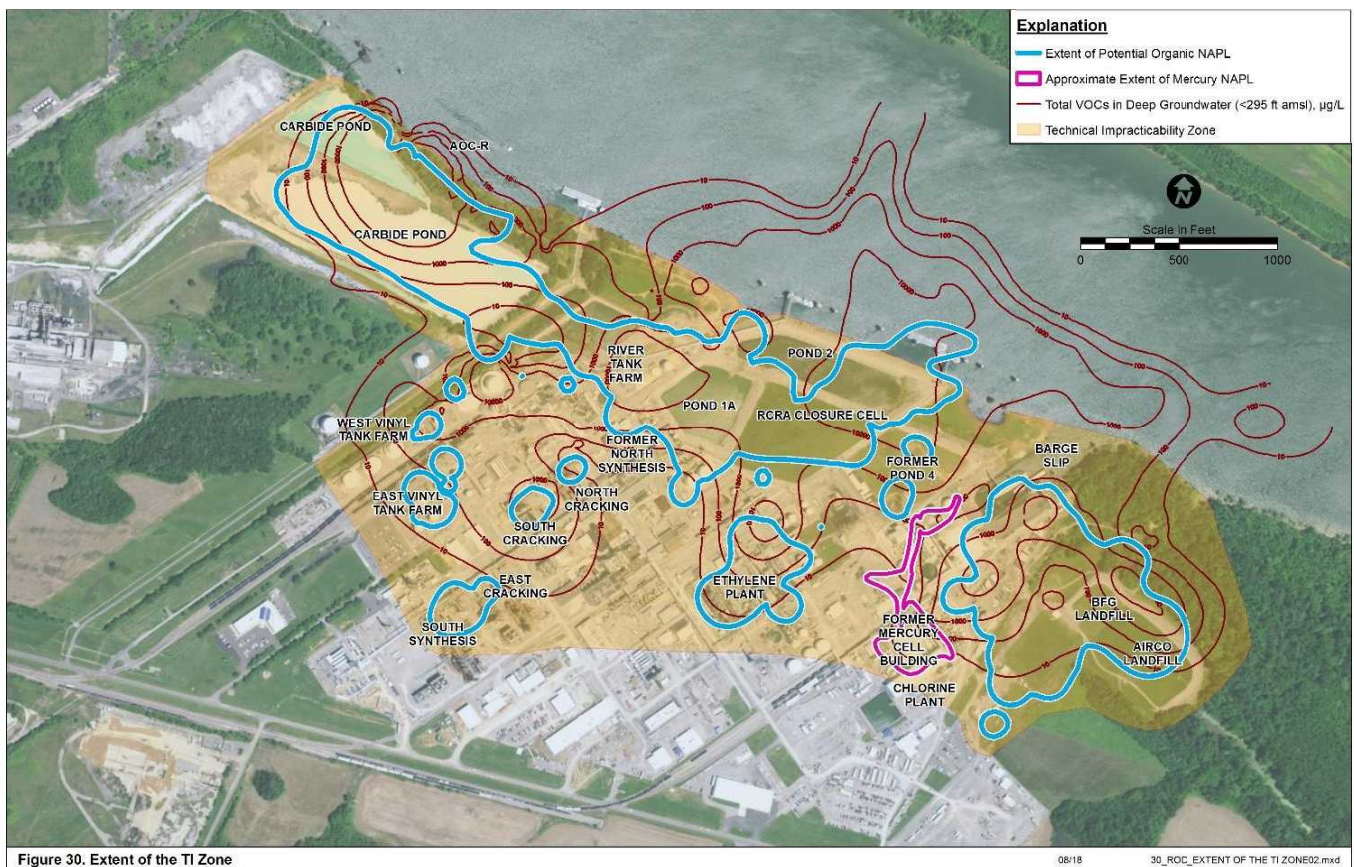 Explanation
Extent of Potential Organic NAPL
Approximate Extent of Mercury NAPL
Total VOCs in Deep Groundwater (<295 ft amsl), µg/L
Technical Impracticability Zone
N
Scale in Feet
0 500 1000
CARBIDE POND
AOC-R
CARBIDE POND
RIVER
TANK
FARM
POND 2
POND 1A
RCRA CLOSURE CELL
WEST VINYL
TANK FARM
FORMER
NORTH
SYNTHESIS
BARGE
SLIP
FORMER
POND 4
EAST VINYL
TANK FARM
NORTH
CRACKING
SOUTH
CRACKING
EAST
CRACKING
ETHYLENE
PLANT
SOUTH
SYNTHESIS
BFG
LANDFILL
FORMER
MERCURY
CELL
BUILDING
AIRCO
LANDFILL
CHLORINE
PLANT
10
100
1000
10000
Figure 30. Extent of the TI Zone
08/18
30_ROC_EXTENT OF THE TI ZONE02.mxd